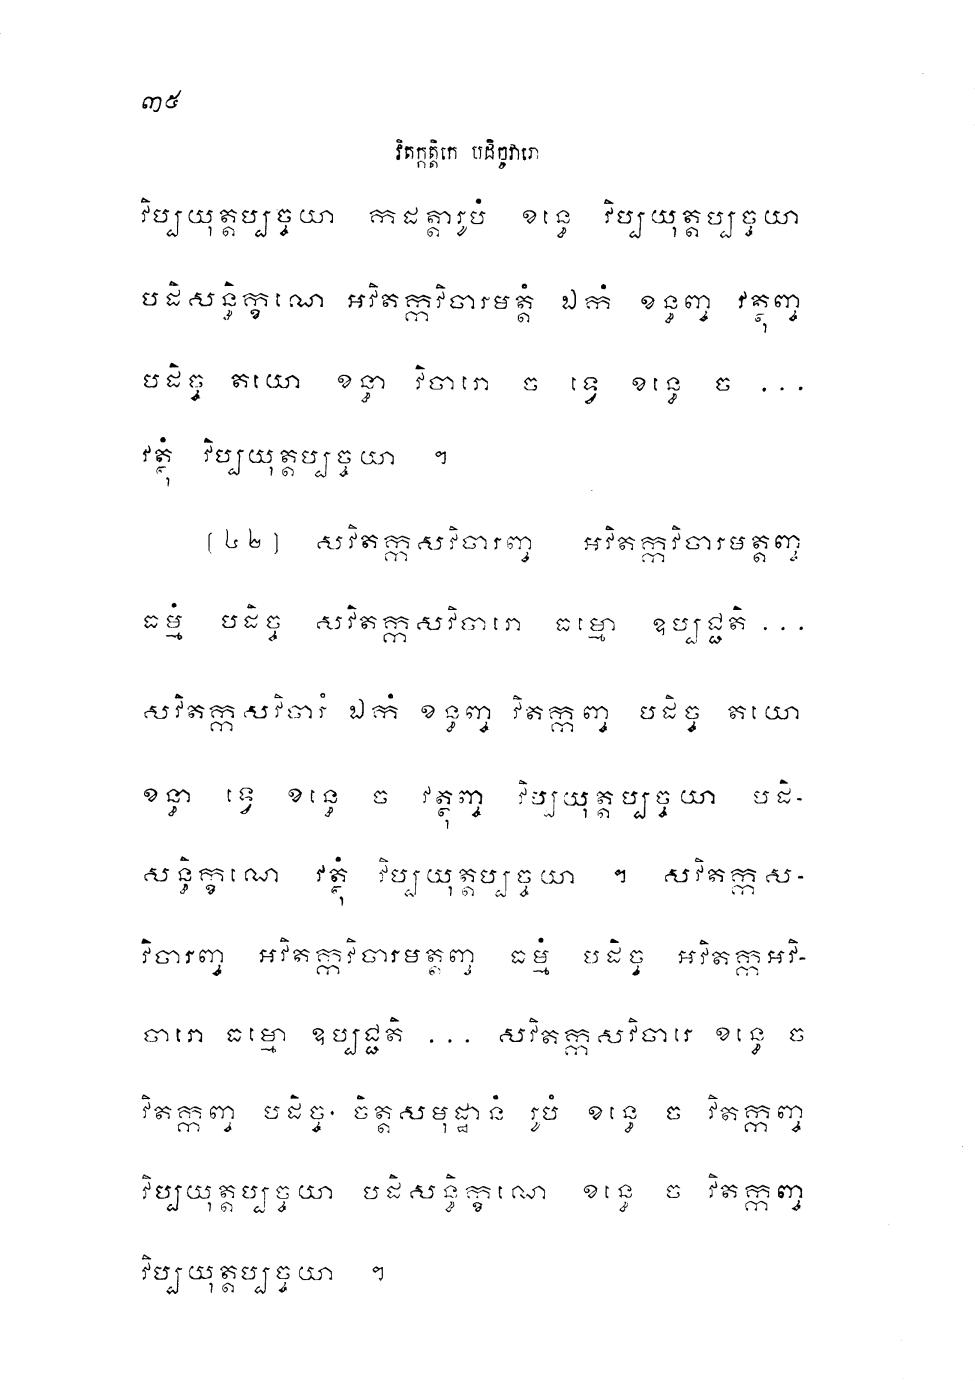 ៣៥
វិតក្កត្តិកេ បដិច្ចវារោ
វិប្បយុត្តប្បច្ចយា កដត្តារូបំ ខន្ធេ វិប្បយុត្តប្បច្ចយា
បដិសន្ធិក្ខណេ អវិតក្កវិចារមត្តំ ឯកំ ខន្ធញ្ច វត្ថុញ្ច
បដិច្ច តយោ ខន្ធា វិចារោ ច ទ្វេ ខន្ធេ ច ...
វត្ថុំ វិប្បយុត្តប្បច្ចយា ។
[៤២] សវិតក្កសវិចារញ្ច អវិតក្កវិចារមត្តញ្ច
ធម្មំ បដិច្ច សវិតក្កសវិចារោ ធម្មោ ឧប្បជ្ជតិ ...
សវិតក្កសវិចារំ ឯកំ ខន្ធញ្ច វិតក្កញ្ច បដិច្ច តយោ
ខន្ធា ទ្វេ ខន្ធេ ច វត្ថុញ្ច វិប្បយុត្តប្បច្ចយា បដិ-
សន្ធិក្ខណេ វត្ថុំ វិប្បយុត្តប្បច្ចយា ។ សវិតក្កស-
វិចារញ្ច អវិតក្កវិចារមត្តញ្ច ធម្មំ បដិច្ច អវិតក្កអវិ-
ចារោ ធម្មោ ឧប្បជ្ជតិ ... សវិតក្កសវិចារេ ខន្ធេ ច
វិតក្កញ្ច បដិច្ច ចិត្តសមុដ្ឋានំ រូបំ ខន្ធេ ច វិតក្កញ្ច
វិប្បយុត្តប្បច្ចយា បដិសន្ធិក្ខណេ ខន្ធេ ច វិតក្កញ្ច
វិប្បយុត្តប្បច្ចយា ។